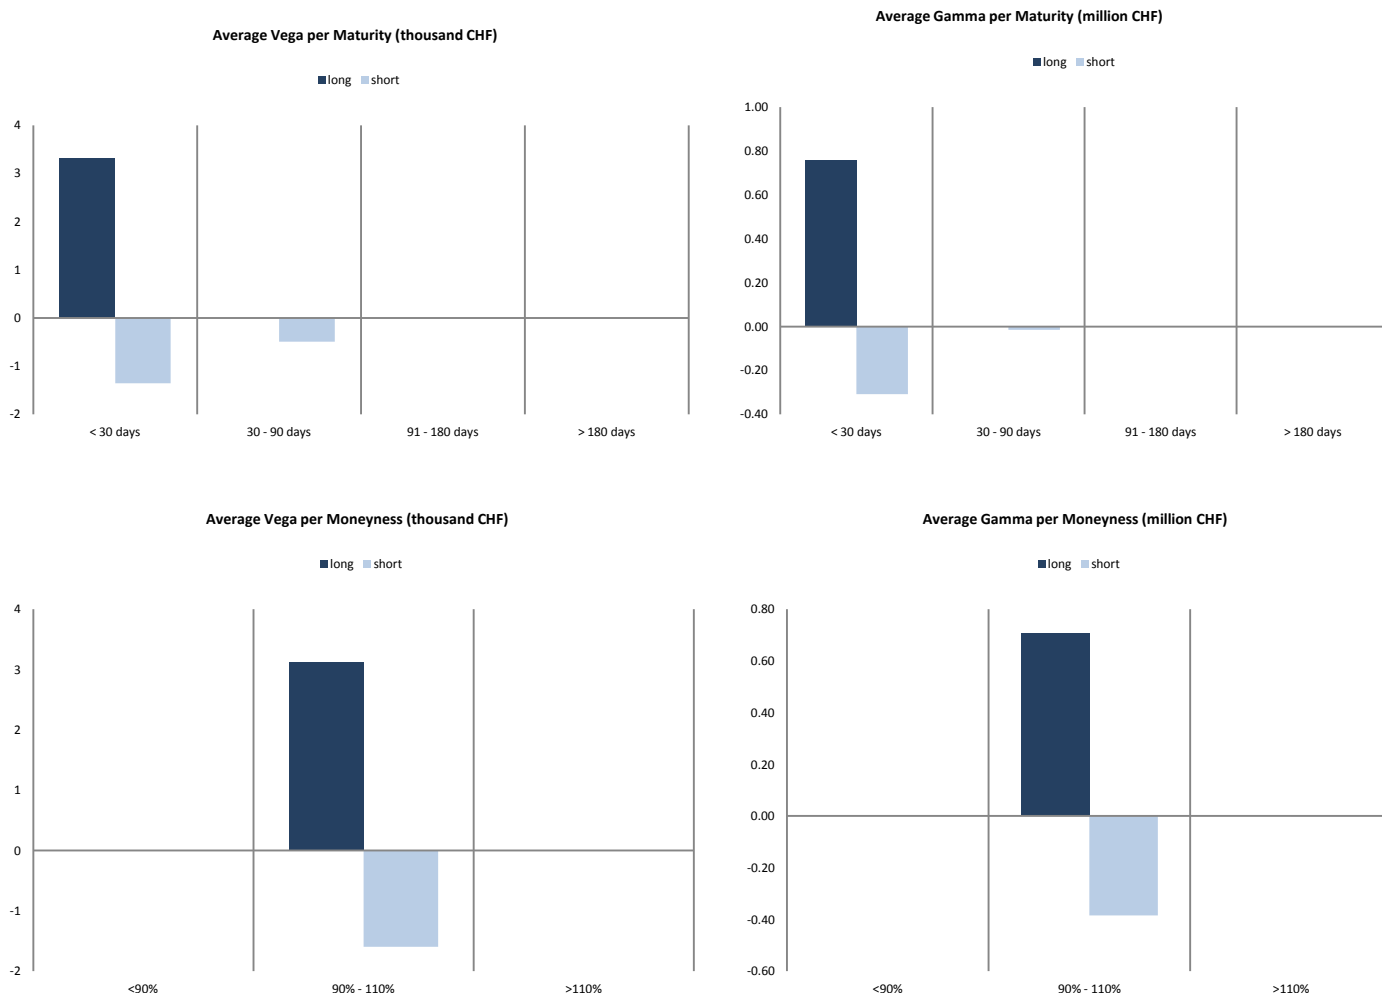 Average Vega per Maturity (thousand CHF)
long short
4
3
2
1
0
-1
-2
< 30 days 30 - 90 days 91 - 180 days > 180 days
Average Gamma per Maturity (million CHF)
long short
1.00
0.80
0.60
0.40
0.20
0.00
-0.20
-0.40
< 30 days 30 - 90 days 91 - 180 days > 180 days
Average Vega per Moneyness (thousand CHF)
long short
4
3
2
1
0
-1
-2
<90% 90% - 110% >110%
Average Gamma per Moneyness (million CHF)
long short
0.80
0.60
0.40
0.20
0.00
-0.20
-0.40
-0.60
<90% 90% - 110% >110%